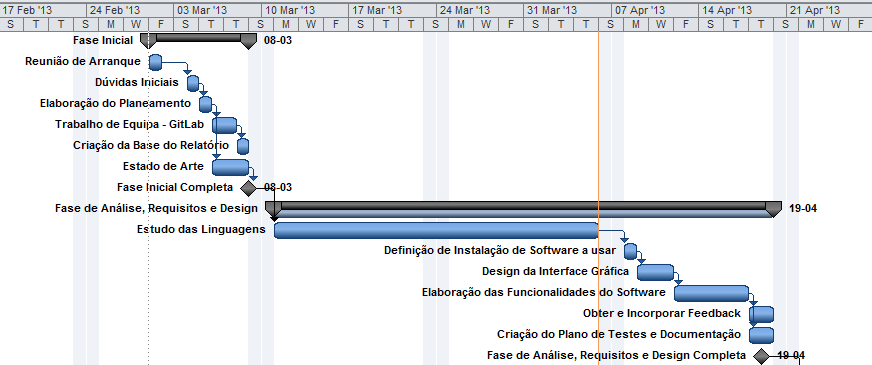 17 Feb '13 24 Feb '13 03 Mar '13 10 Mar '13 17 Mar '13 24 Mar '13 31 Mar '13 07 Apr '13 14 Apr '13 21 Apr '13
S T T S M W F S T T S M W F S T T S M W F S T T S M W F S T T S M W F
Fase Inicial 08-03
Reunião de Arranque
Dúvidas Iniciais
Elaboração do Planeamento
Trabalho de Equipa - GitLab
Criação da Base do Relatório
Estado de Arte
Fase Inicial Completa 08-03
Fase de Análise, Requisitos e Design 19-04
Estudo das Linguagens
Definição de Instalação de Software a usar
Design da Interface Gráfica
Elaboração das Funcionalidades do Software
Obter e Incorporar Feedback
Criação do Plano de Testes e Documentação
Fase de Análise, Requisitos e Design Completa 19-04